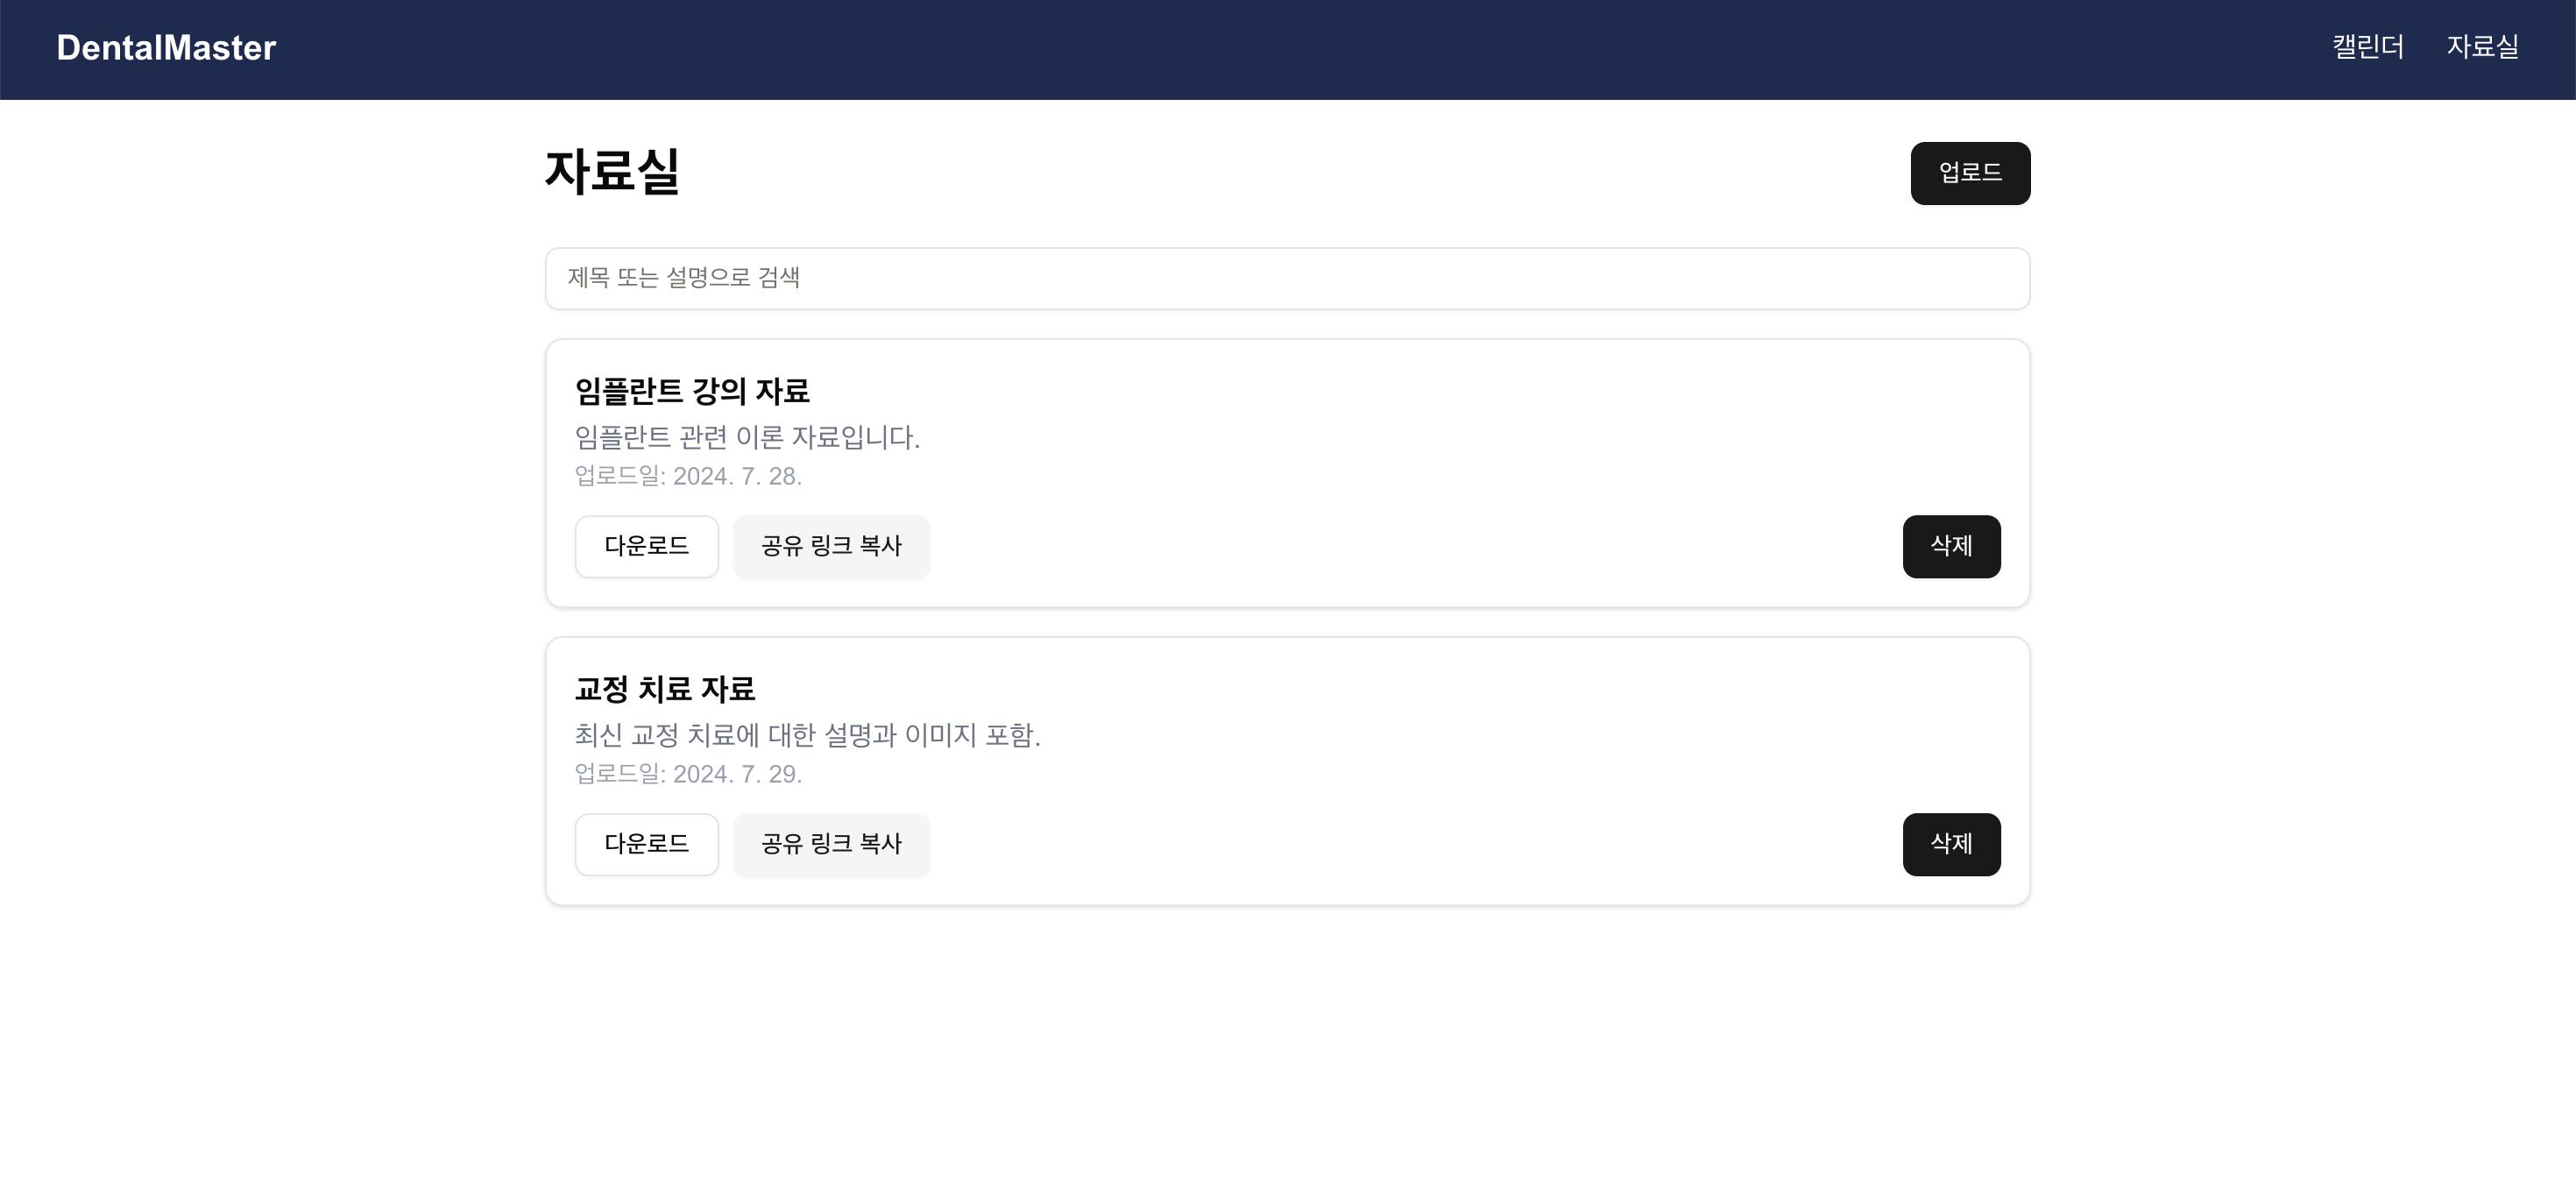 DentalMaster
캘린더 자료실
자료실
업로드
제목 또는 설명으로 검색
임플란트 강의 자료
임플란트 관련 이론 자료입니다.
업로드일: 2024. 7. 28.
다운로드 공유 링크 복사 삭제
교정 치료 자료
최신 교정 치료에 대한 설명과 이미지 포함.
업로드일: 2024. 7. 29.
다운로드 공유 링크 복사 삭제